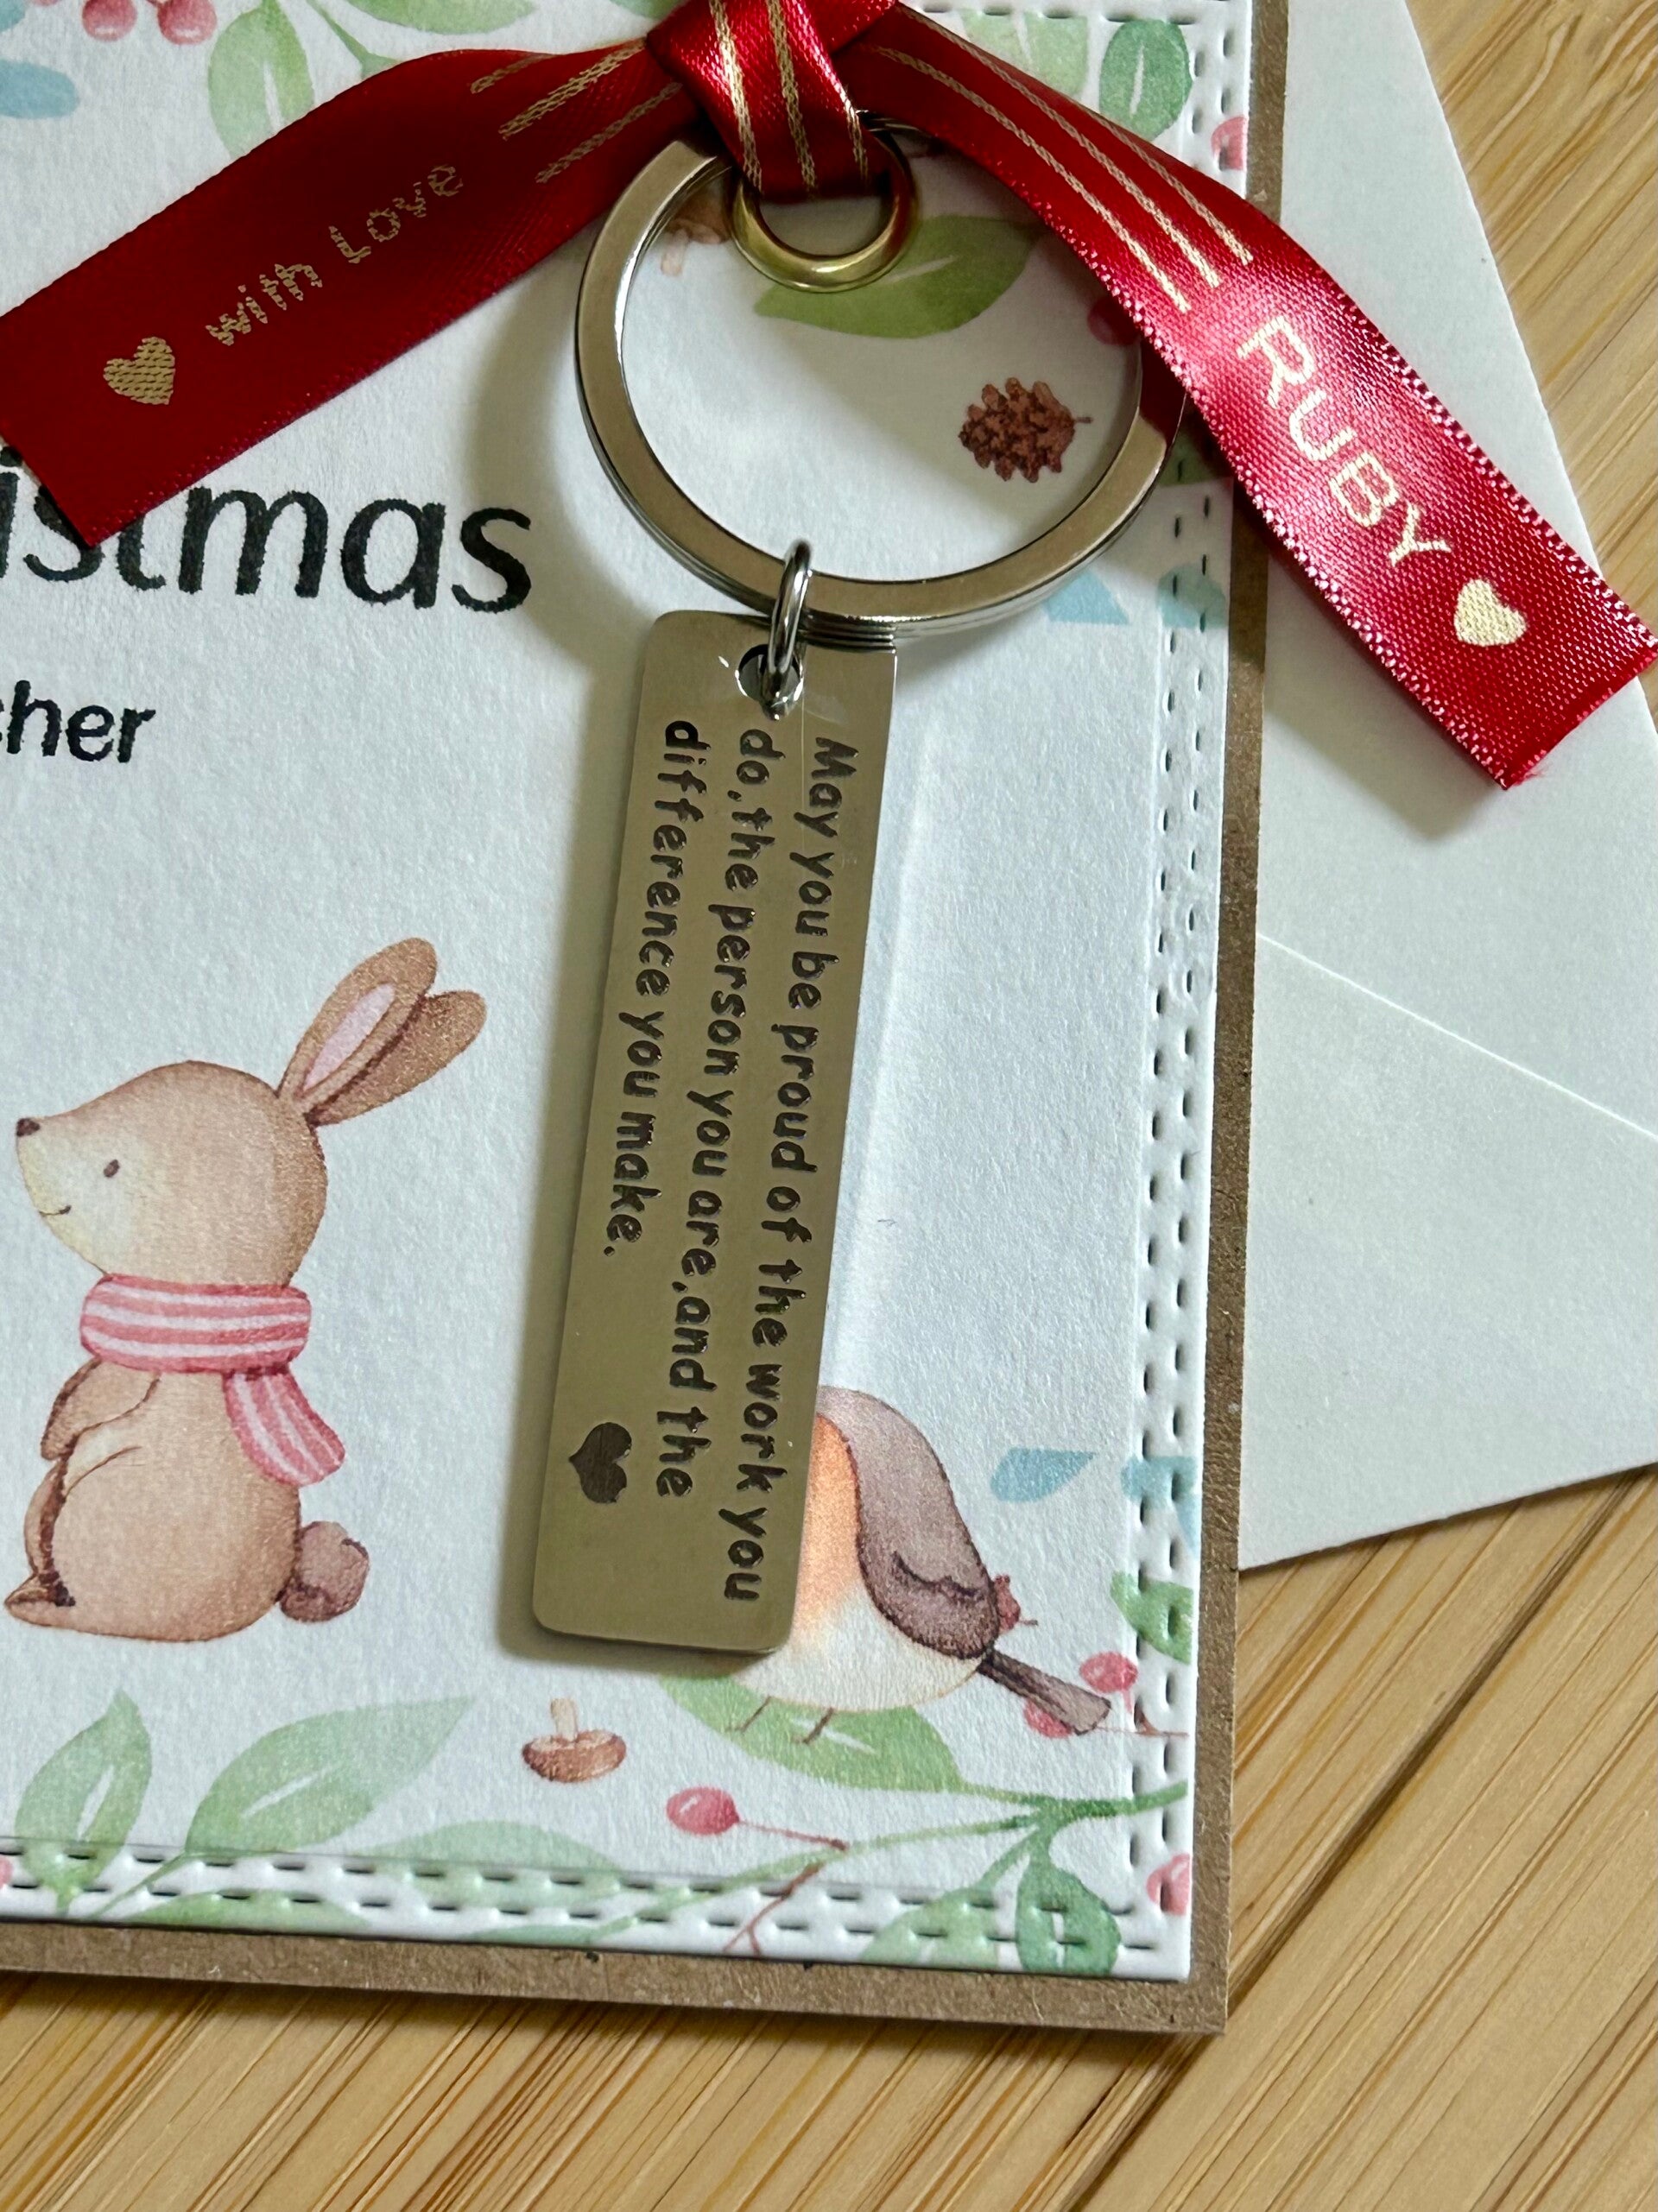 with Love
RUBY
istmas
cher
May you be proud of the work you
do,the person you are,and the
difference you make.